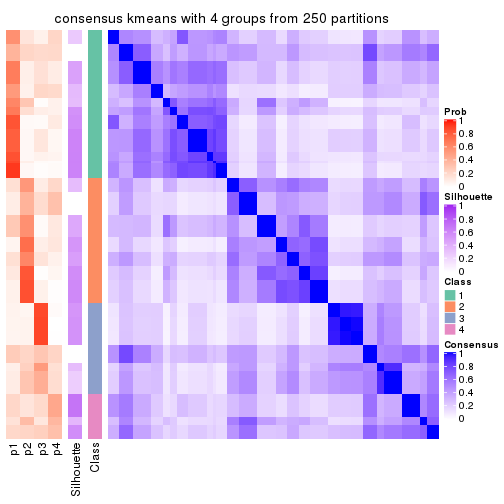 consensus kmeans with 4 groups from 250 partitions
Prob
1
0.8
0.6
0.4
0.2
0
Silhouette
1
0.8
0.6
0.4
0.2
0
Class
1
2
3
4
Consensus
1
0.8
0.6
0.4
0.2
0
p1
p2
p3
p4
Silhouette
Class